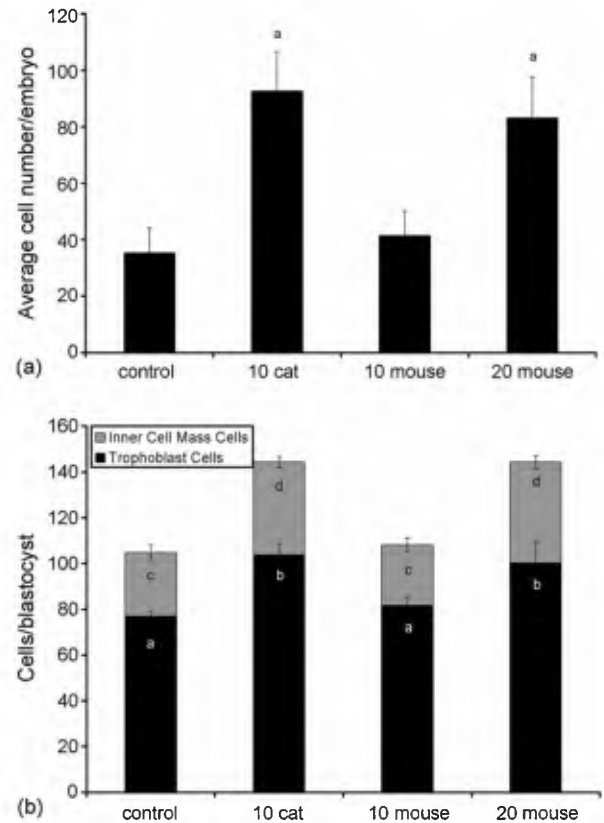 120
100
80
60
40
20
0
Average cell number/embryo
a
a
(a)
control
10 cat
10 mouse
20 mouse
160
140
120
100
80
60
40
20
0
Cells/blastocyst
Inner Cell Mass Cells
Trophoblast Cells
d
d
c
c
b
b
a
a
(b)
control
10 cat
10 mouse
20 mouse